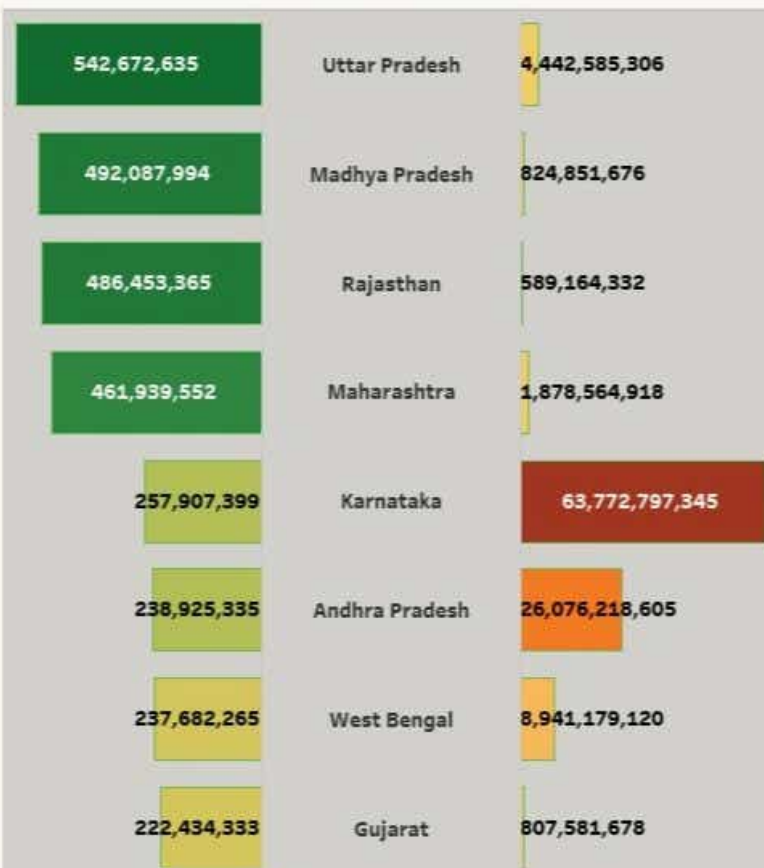 542,672,635 Uttar Pradesh 4,442,585,306
492,087,994 Madhya Pradesh 824,851,676
486,453,365 Rajasthan 589,164,332
461,939,552 Maharashtra 1,878,564,918
257,907,399 Karnataka 63,772,797,345
238,925,335 Andhra Pradesh 26,076,218,605
237,682,265 West Bengal 8,941,179,120
222,434,333 Gujarat 807,581,678